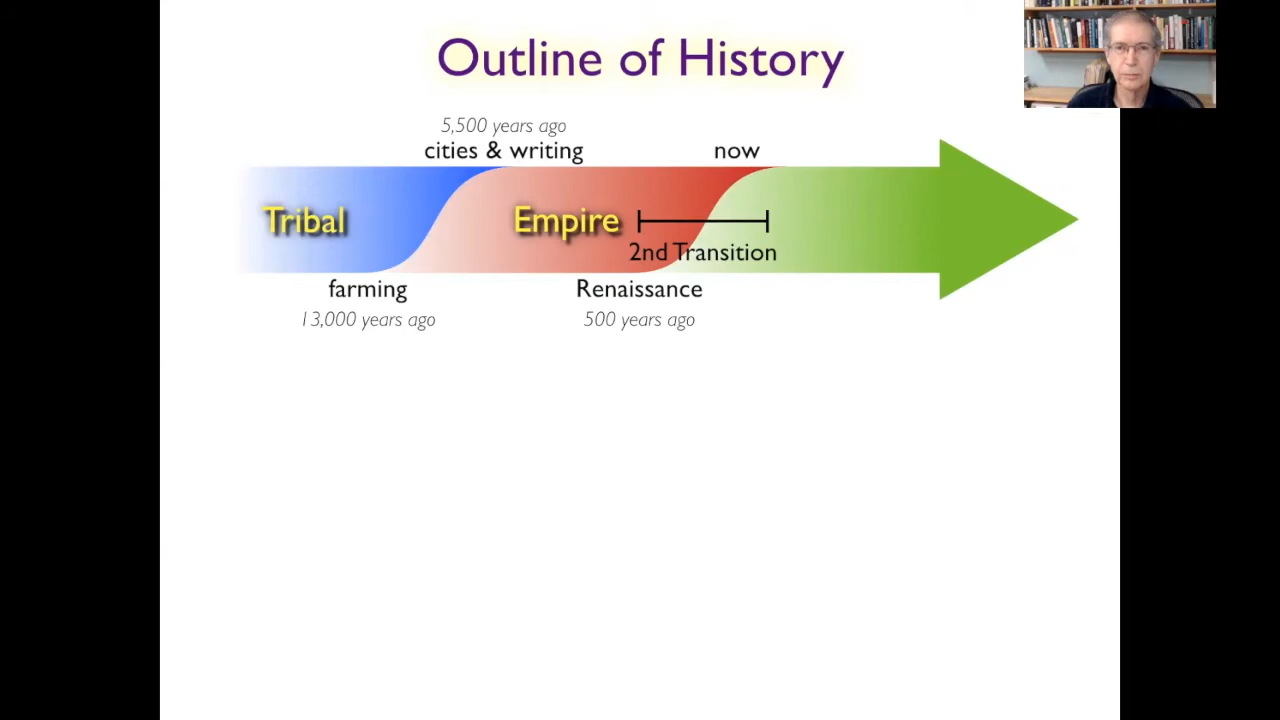 Outline of History
5,500 years ago
cities & writing
now
Tribal
Empire
2nd Transition
farming
Renaissance
13,000 years ago
500 years ago